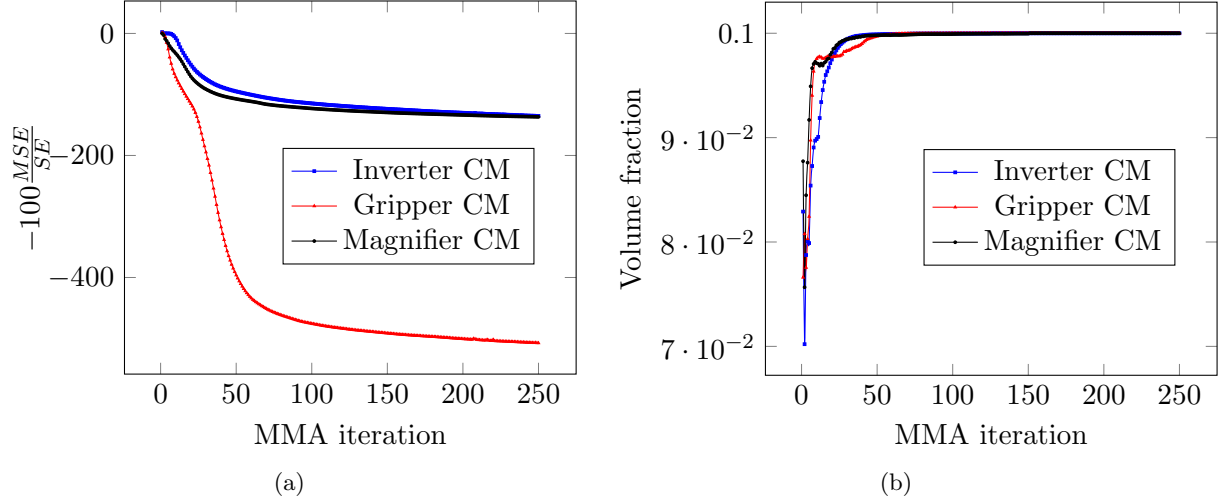 0
−200
−400
−100 MSE/SE
Inverter CM
Gripper CM
Magnifier CM
0 50 100 150 200 250
MMA iteration
(a)
0.1
9 · 10−2
8 · 10−2
7 · 10−2
Volume fraction
Inverter CM
Gripper CM
Magnifier CM
0 50 100 150 200 250
MMA iteration
(b)